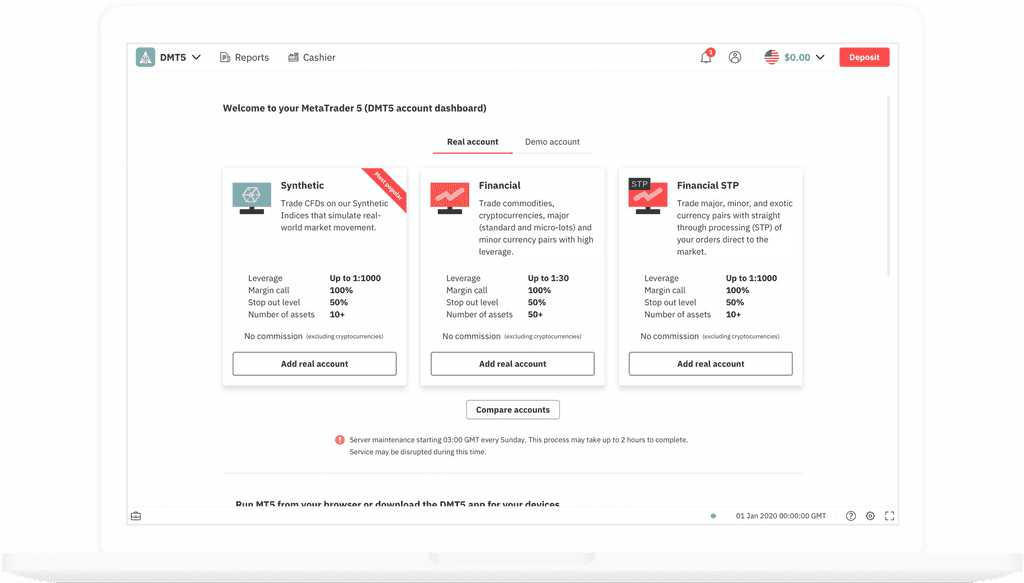 DMT5
Reports
Cashier
1
$0.00
Deposit
Welcome to your MetaTrader 5 (DMT5 account dashboard)
Real account
Demo account
Most popular
Synthetic
Trade CFDs on our Synthetic
Indices that simulate real-
world market movement.
Leverage Up to 1:1000
Margin call 100%
Stop out level 50%
Number of assets 10+
No commission (excluding cryptocurrencies)
Add real account
Financial
Trade commodities,
cryptocurrencies, major
(standard and micro-lots) and
minor currency pairs with high
leverage.
Leverage Up to 1:30
Margin call 100%
Stop out level 50%
Number of assets 50+
No commission (excluding cryptocurrencies)
Add real account
STP
Financial STP
Trade major, minor, and exotic
currency pairs with straight
through processing (STP) of
your orders direct to the
market.
Leverage Up to 1:1000
Margin call 100%
Stop out level 50%
Number of assets 10+
No commission (excluding cryptocurrencies)
Add real account
Compare accounts
Server maintenance starting 03:00 GMT every Sunday. This process may take up to 2 hours to complete.
Service may be disrupted during this time.
Run MT5 from your browser or download the DMT5 app for your devices
01 Jan 2020 00:00:00 GMT